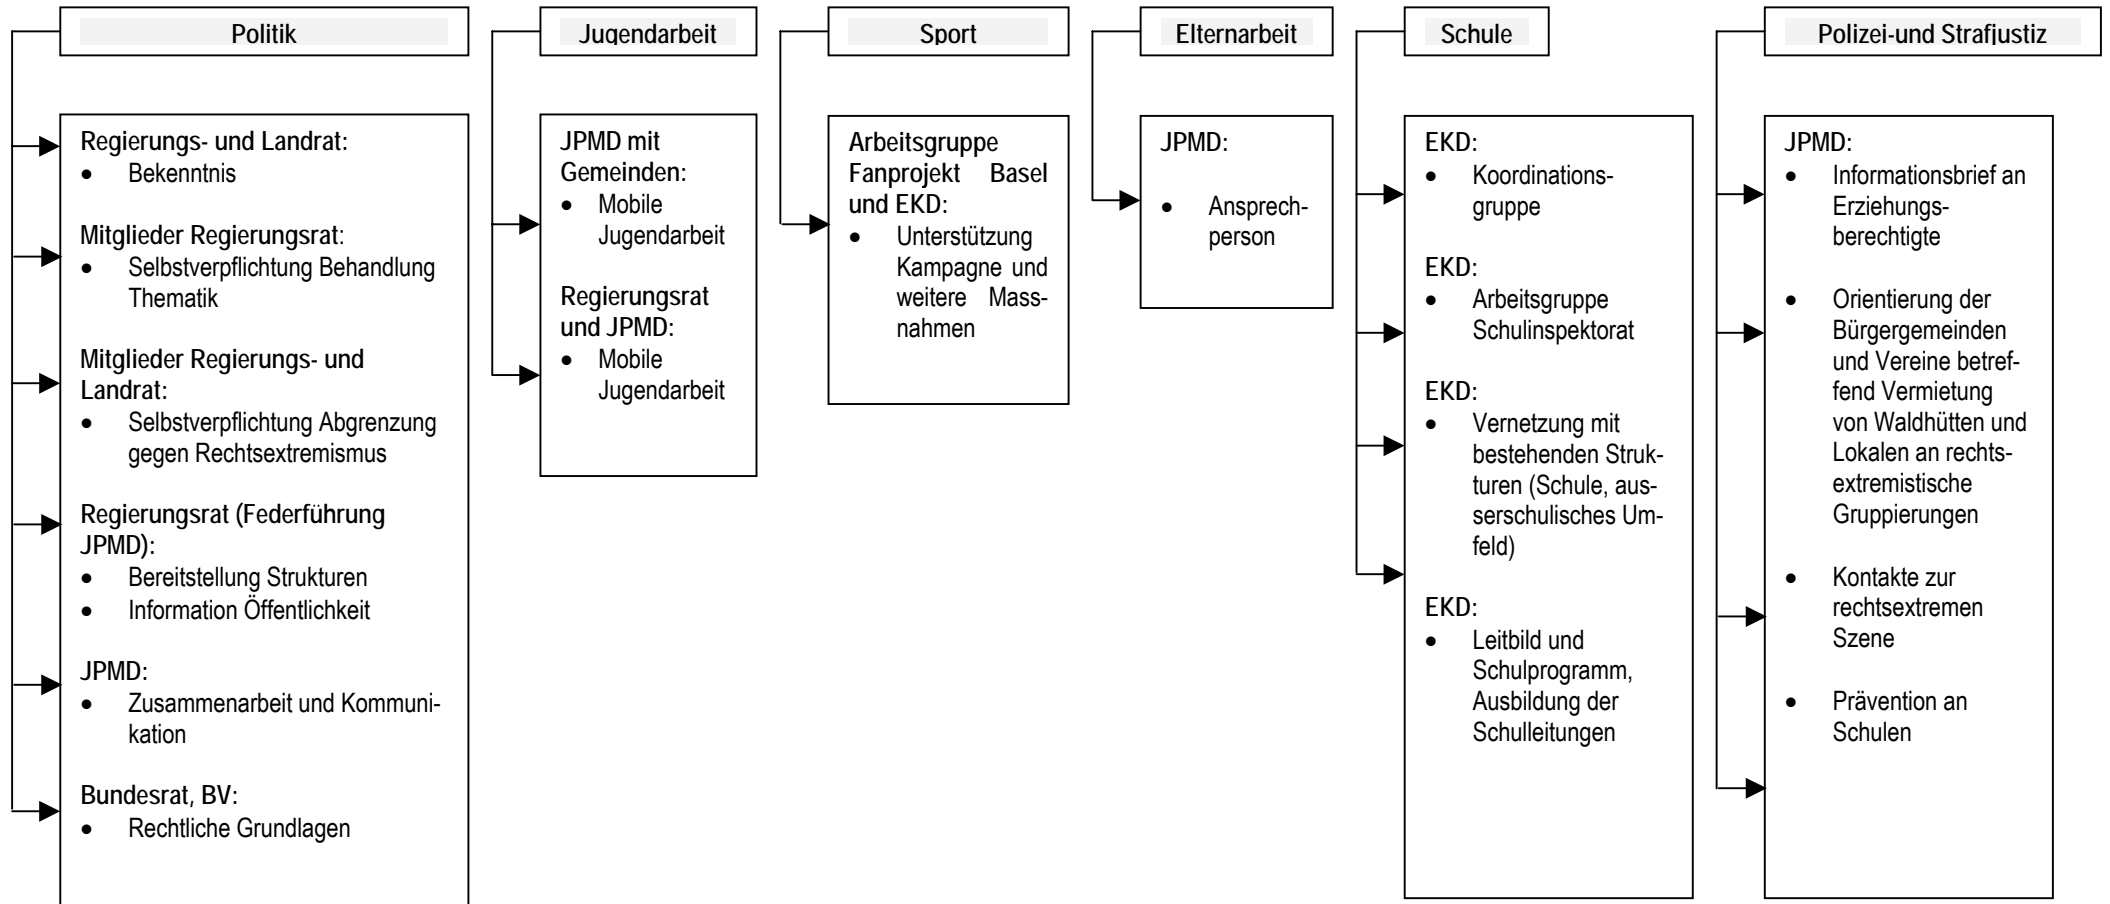 Politik
Jugendarbeit
Sport
Elternarbeit
Schule
Polizei-und Strafjustiz
Regierungs- und Landrat:
• Bekenntnis
Mitglieder Regierungsrat:
• Selbstverpflichtung Behandlung
Thematik
Mitglieder Regierungs- und
Landrat:
• Selbstverpflichtung Abgrenzung
gegen Rechtsextremismus
Regierungsrat (Federführung
JPMD):
• Bereitstellung Strukturen
• Information Öffentlichkeit
JPMD:
• Zusammenarbeit und Kommuni-
kation
Bundesrat, BV:
• Rechtliche Grundlagen
JPMD mit
Gemeinden:
• Mobile
Jugendarbeit
Regierungsrat
und JPMD:
• Mobile
Jugendarbeit
Arbeitsgruppe
Fanprojekt Basel
und EKD:
• Unterstützung
Kampagne und
weitere Mass-
nahmen
JPMD:
• Ansprech-
person
EKD:
• Koordinations-
gruppe
EKD:
• Arbeitsgruppe
Schulinspektorat
EKD:
• Vernetzung mit
bestehenden Struk-
turen (Schule, aus-
serschulisches Um-
feld)
EKD:
• Leitbild und
Schulprogramm,
Ausbildung der
Schulleitungen
JPMD:
• Informationsbrief an
Erziehungs-
berechtigte
• Orientierung der
Bürgergemeinden
und Vereine betref-
fend Vermietung
von Waldhütten und
Lokalen an rechts-
extremistische
Gruppierungen
• Kontakte zur
rechtsextremen
Szene
• Prävention an
Schulen